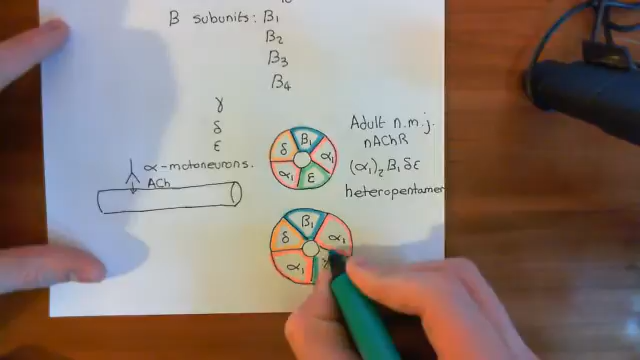 β subunits: β1
β2
β3
β4
γ
δ
ε
α-motoneurons.
ACh
β1
δ
α1
α1
ε
Adult n.m.j.
nAChR
(α1)2 β1 δε
heteropentamer
β1
δ
α1
α1